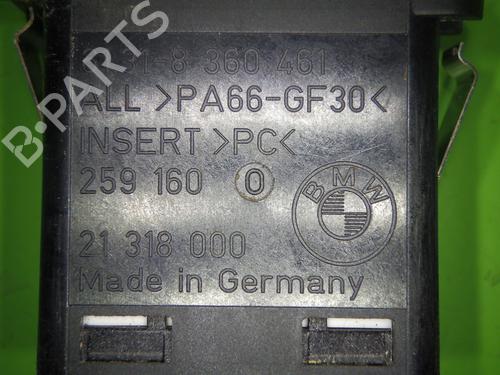 B-PARTS
8 360 461
ALL >PA66-GF30<
INSERT >PC<
259 160 0
BMW
21 318 000
Made in Germany